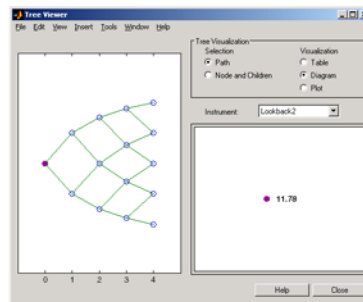 Tree Viewer
File Edit View Insert Tools Window Help
Tree Visualization
Selection
Visualization
Path
Table
Node and Children
Diagram
Plot
Instrument:
Lookback2
11.78
0 1 2 3 4
Help
Close